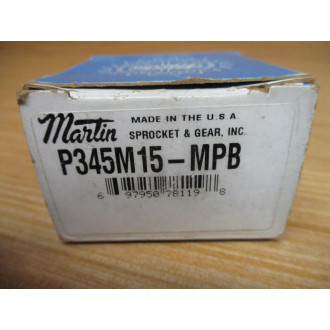 Martin
MADE IN THE U.S.A.
SPROCKET & GEAR, INC.
P345M15-MPB
6 97950 78119 8